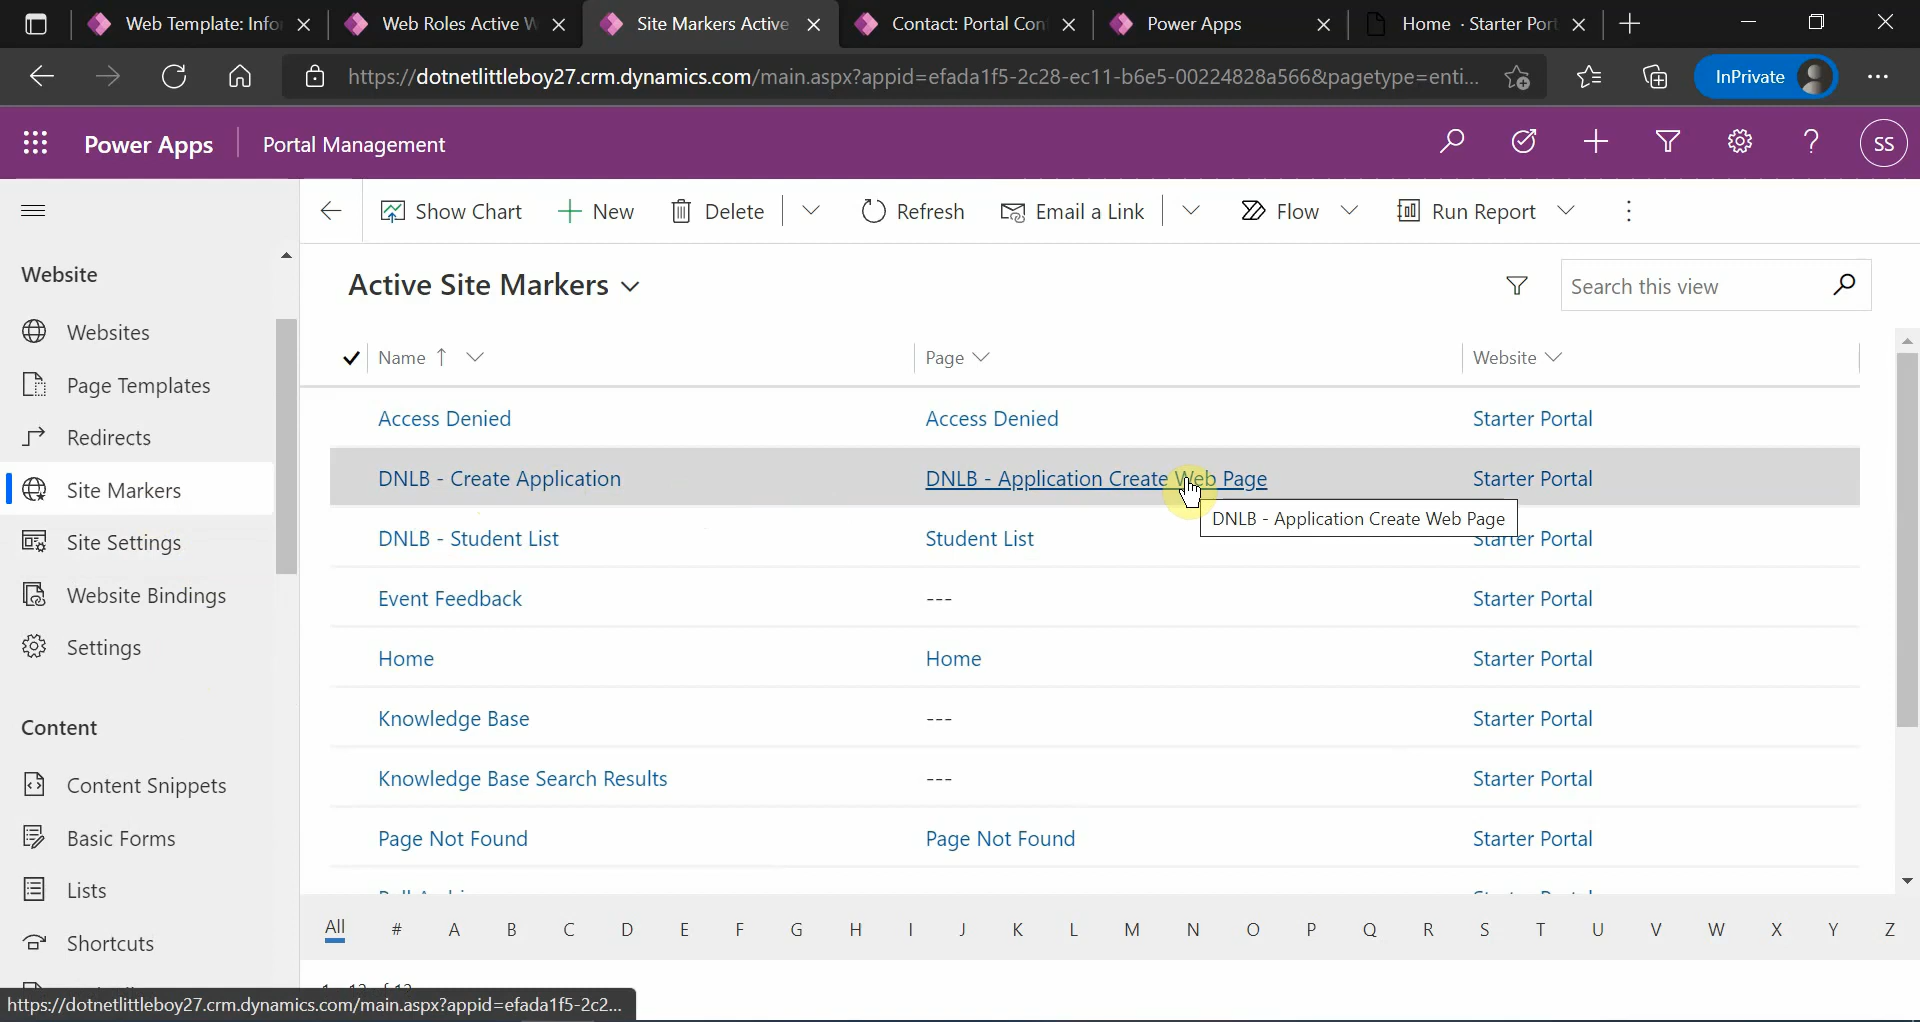 Web Template: Info
Web Roles Active W
Site Markers Active
Contact: Portal Con
Power Apps
Home · Starter Port
https://dotnetlittleboy27.crm.dynamics.com/main.aspx?appid=efada1f5-2c28-ec11-b6e5-00224828a566&pagetype=enti...
InPrivate
Power Apps
Portal Management
SS
Show Chart
New
Delete
Refresh
Email a Link
Flow
Run Report
Website
Websites
Page Templates
Redirects
Site Markers
Site Settings
Website Bindings
Settings
Content
Content Snippets
Basic Forms
Lists
Shortcuts
Active Site Markers
Search this view
Name Page Website
Access Denied Access Denied Starter Portal
DNLB - Create Application DNLB - Application Create Web Page Starter Portal
DNLB - Application Create Web Page
DNLB - Student List Student List Starter Portal
Event Feedback --- Starter Portal
Home Home Starter Portal
Knowledge Base --- Starter Portal
Knowledge Base Search Results --- Starter Portal
Page Not Found Page Not Found Starter Portal
All # A B C D E F G H I J K L M N O P Q R S T U V W X Y Z
https://dotnetlittleboy27.crm.dynamics.com/main.aspx?appid=efada1f5-2c2...